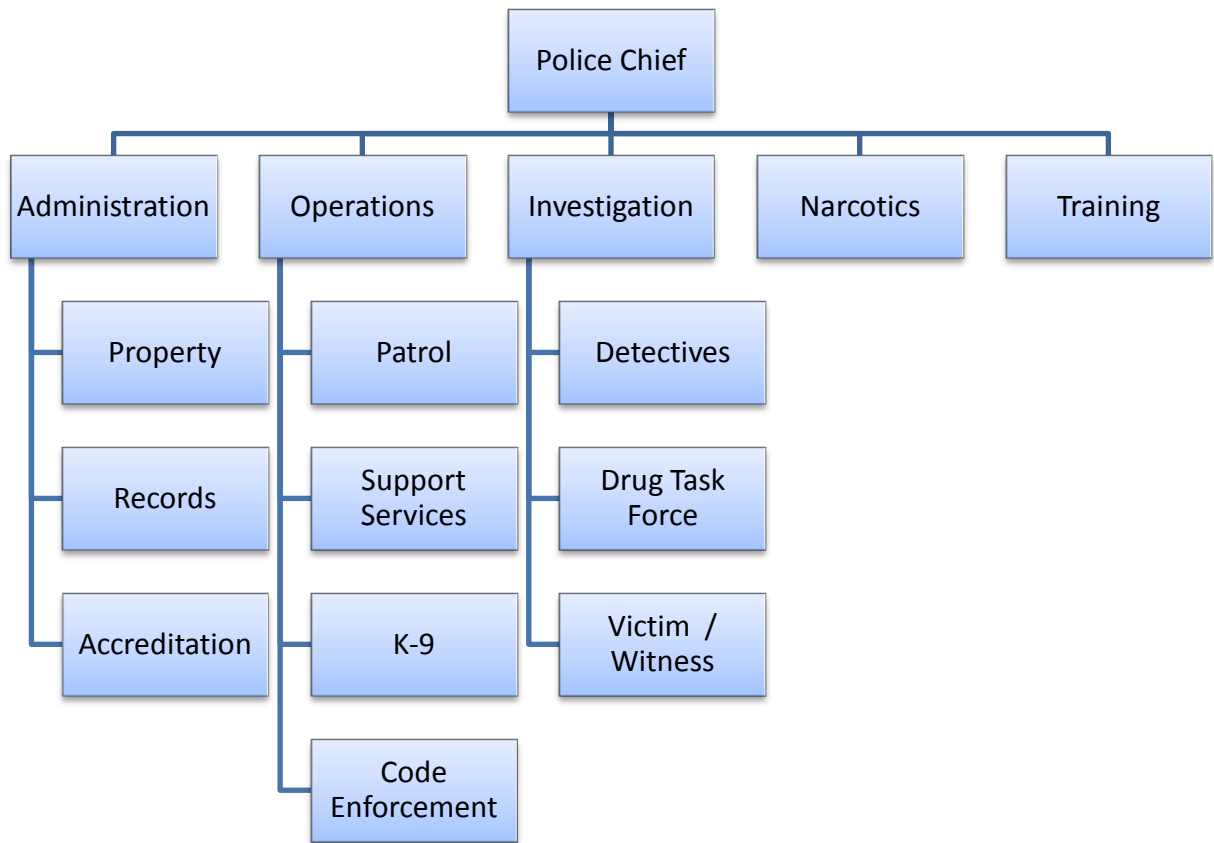 Police Chief
Administration
Operations
Investigation
Narcotics
Training
Property
Patrol
Detectives
Records
Support
Services
Drug Task
Force
Accreditation
K-9
Victim /
Witness
Code
Enforcement